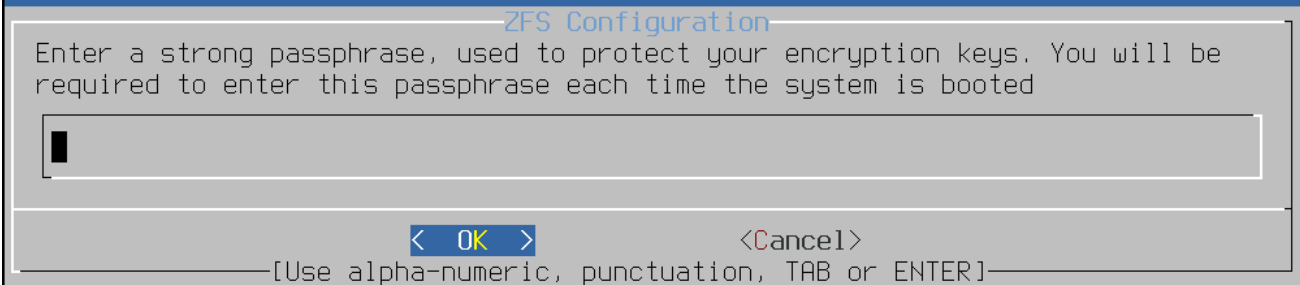 ZFS Configuration
Enter a strong passphrase, used to protect your encryption keys. You will be
required to enter this passphrase each time the system is booted
< OK > <Cancel>
[Use alpha-numeric, punctuation, TAB or ENTER]